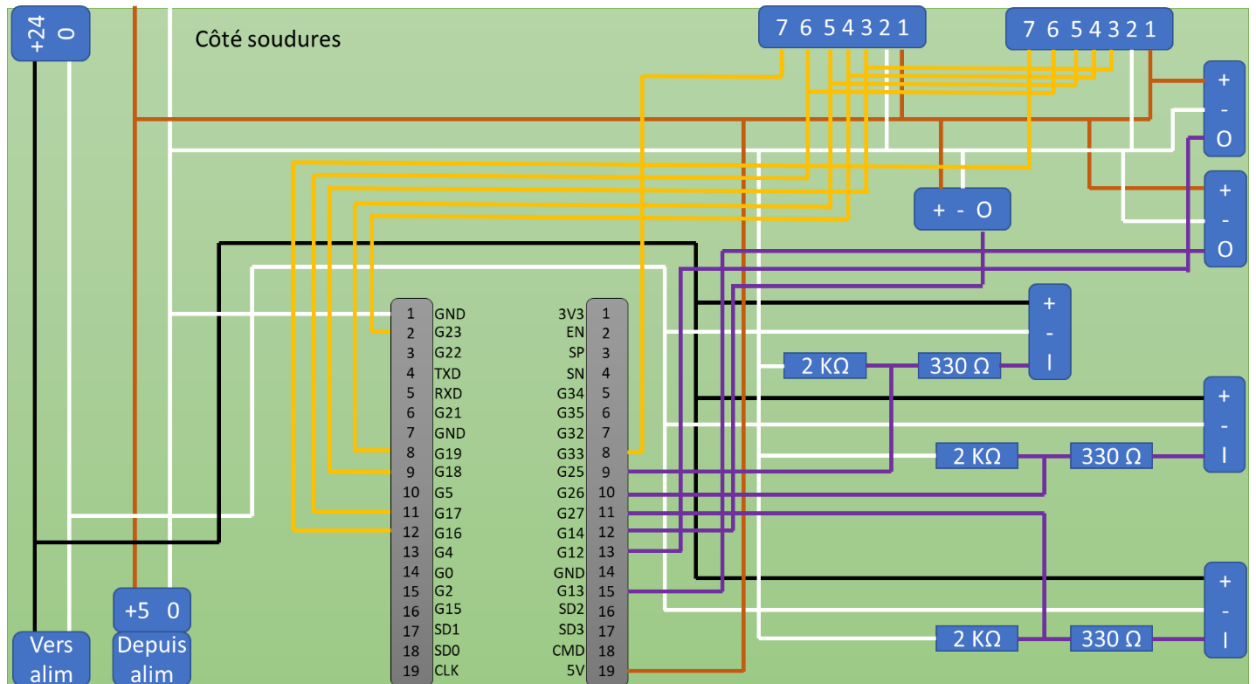 +24 0
Côté soudures
7 6 5 4 3 2 1
7 6 5 4 3 2 1
+
-
O
+
-
O
+ - O
+
-
I
2 KΩ
330 Ω
+
-
I
2 KΩ
330 Ω
+
-
I
2 KΩ
330 Ω
1 GND
2 G23
3 G22
4 TXD
5 RXD
6 G21
7 GND
8 G19
9 G18
10 G5
11 G17
12 G16
13 G4
14 G0
15 G2
16 G15
17 SD1
18 SD0
19 CLK
3V3 1
EN 2
SP 3
SN 4
G34 5
G35 6
G32 7
G33 8
G25 9
G26 10
G27 11
G14 12
G12 13
GND 14
G13 15
SD2 16
SD3 17
CMD 18
5V 19
+5 0
Vers
alim
Depuis
alim